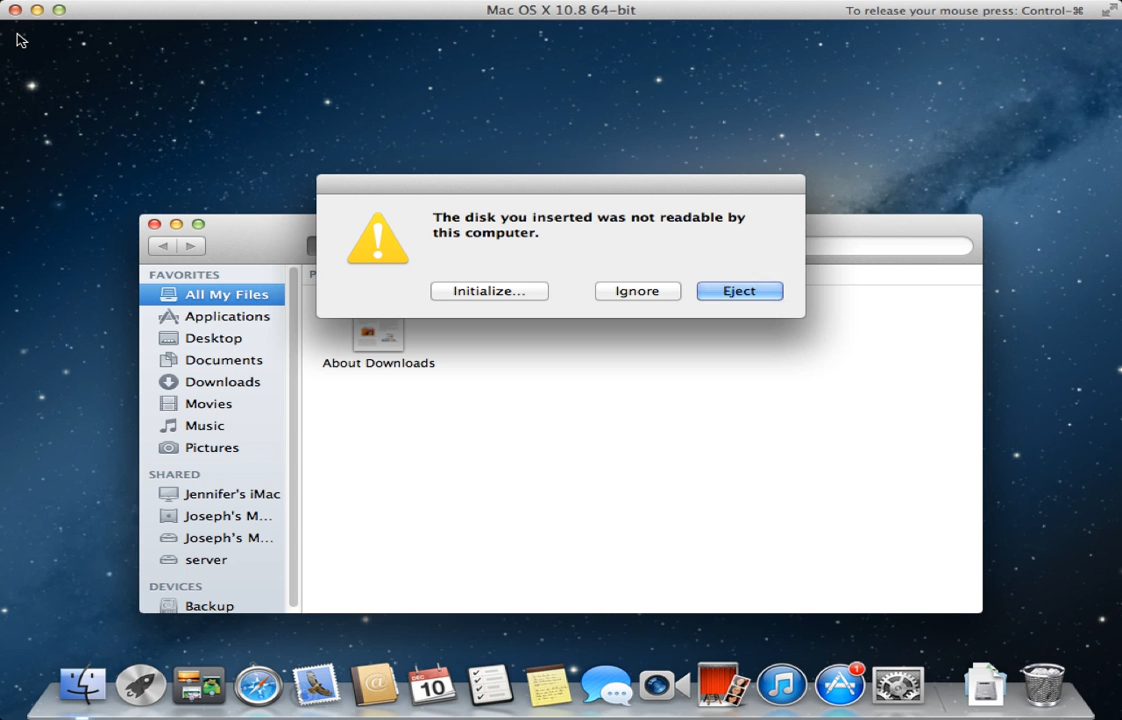 Mac OS X 10.8 64-bit
To release your mouse press: Control-⌘
The disk you inserted was not readable by
this computer.
Initialize...
Ignore
Eject
FAVORITES
All My Files
Applications
Desktop
Documents
Downloads
Movies
Music
Pictures
SHARED
Jennifer's iMac
Joseph's M...
Joseph's M...
server
DEVICES
Backup
About Downloads
DEC
10
1